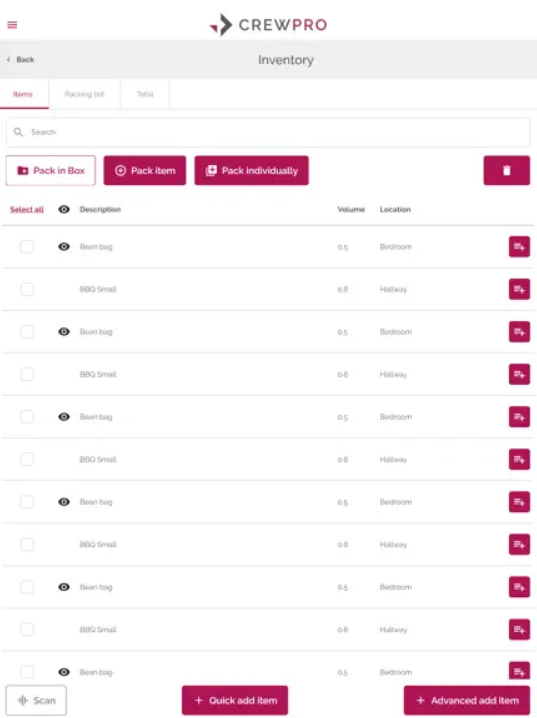 CREWPRO
Back Inventory
Items Packing list Total
Search
Pack in Box Pack item Pack individually
Select all Description Volume Location
Bean bag 0.5 Bedroom
BBQ Small 0.6 Hallway
Bean bag 0.5 Bedroom
BBQ Small 0.6 Hallway
Bean bag 0.5 Bedroom
BBQ Small 0.6 Hallway
Bean bag 0.5 Bedroom
BBQ Small 0.6 Hallway
Bean bag 0.5 Bedroom
BBQ Small 0.6 Hallway
Bean bag 0.5 Bedroom
Scan + Quick add item + Advanced add item